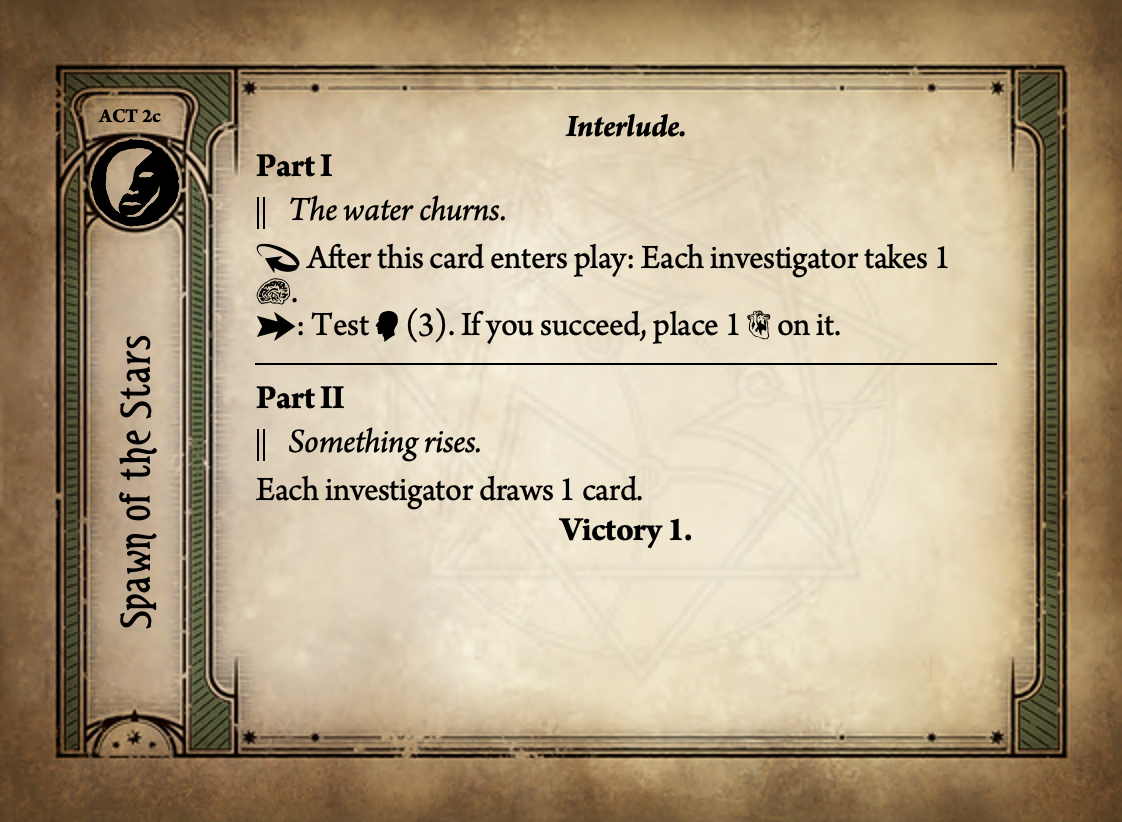 ACT 2c
Spawn of the Stars
Interlude.
Part I
The water churns.
After this card enters play: Each investigator takes 1
.
: Test (3). If you succeed, place 1 on it.
Part II
Something rises.
Each investigator draws 1 card.
Victory 1.